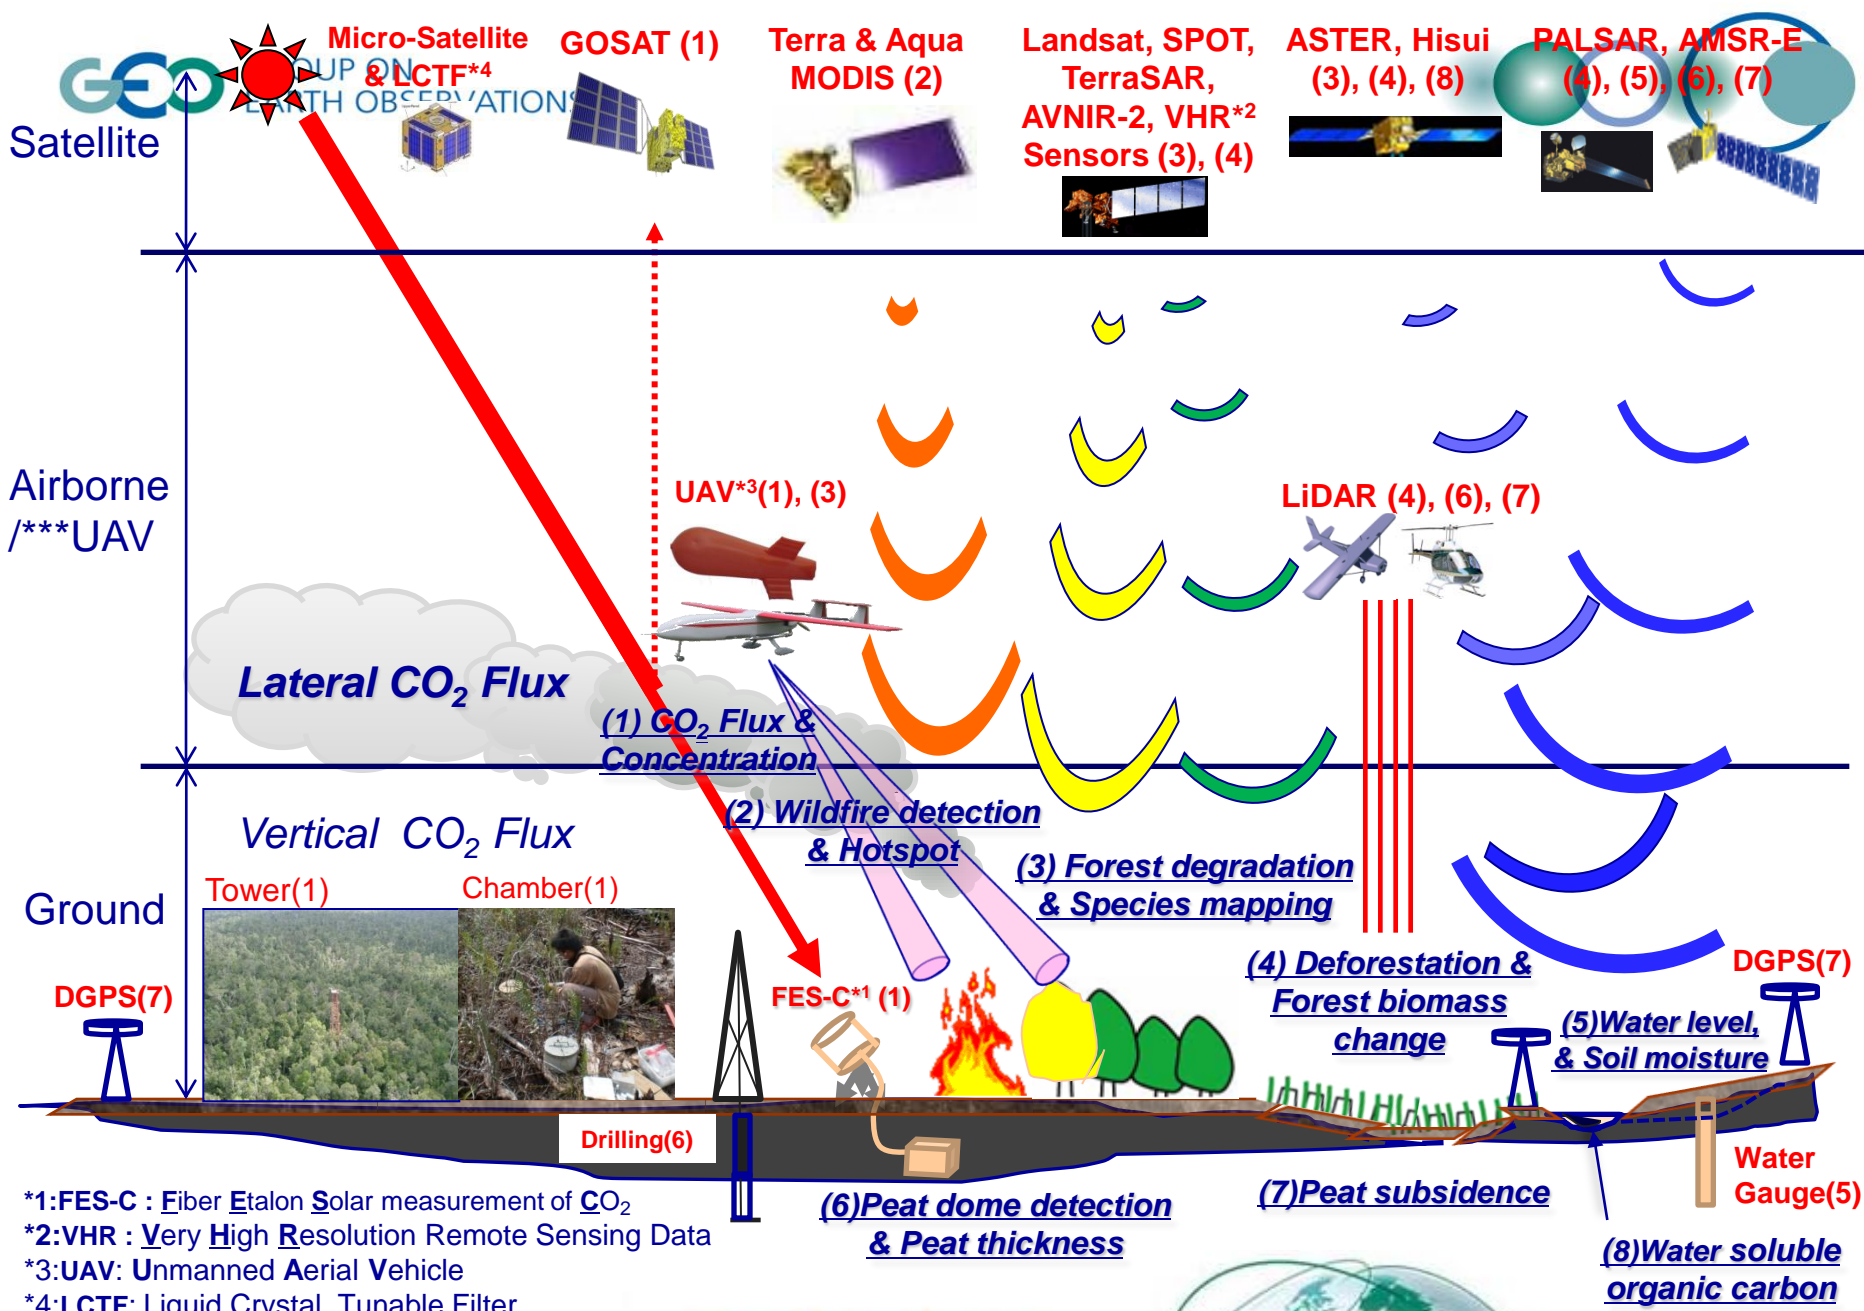 GEO
GROUP ON
EARTH OBSERVATIONS
Micro-Satellite
& LCTF*4
GOSAT (1)
Terra & Aqua
MODIS (2)
Landsat, SPOT,
TerraSAR,
AVNIR-2, VHR*2
Sensors (3), (4)
ASTER, Hisui
(3), (4), (8)
PALSAR, AMSR-E
(4), (5), (6), (7)
Satellite
Airborne
/***UAV
UAV*3(1), (3)
LiDAR (4), (6), (7)
Lateral CO2 Flux
(1) CO2 Flux &
Concentration
(2) Wildfire detection
& Hotspot
Vertical CO2 Flux
(3) Forest degradation
& Species mapping
Ground
Tower(1)
Chamber(1)
(4) Deforestation &
Forest biomass
change
DGPS(7)
FES-C*1 (1)
DGPS(7)
(5)Water level,
& Soil moisture
Drilling(6)
Water
Gauge(5)
(6)Peat dome detection
& Peat thickness
(7)Peat subsidence
(8)Water soluble
organic carbon
*1:FES-C : Fiber Etalon Solar measurement of CO2
*2:VHR : Very High Resolution Remote Sensing Data
*3:UAV: Unmanned Aerial Vehicle
*4:LCTF: Liquid Crystal Tunable Filter